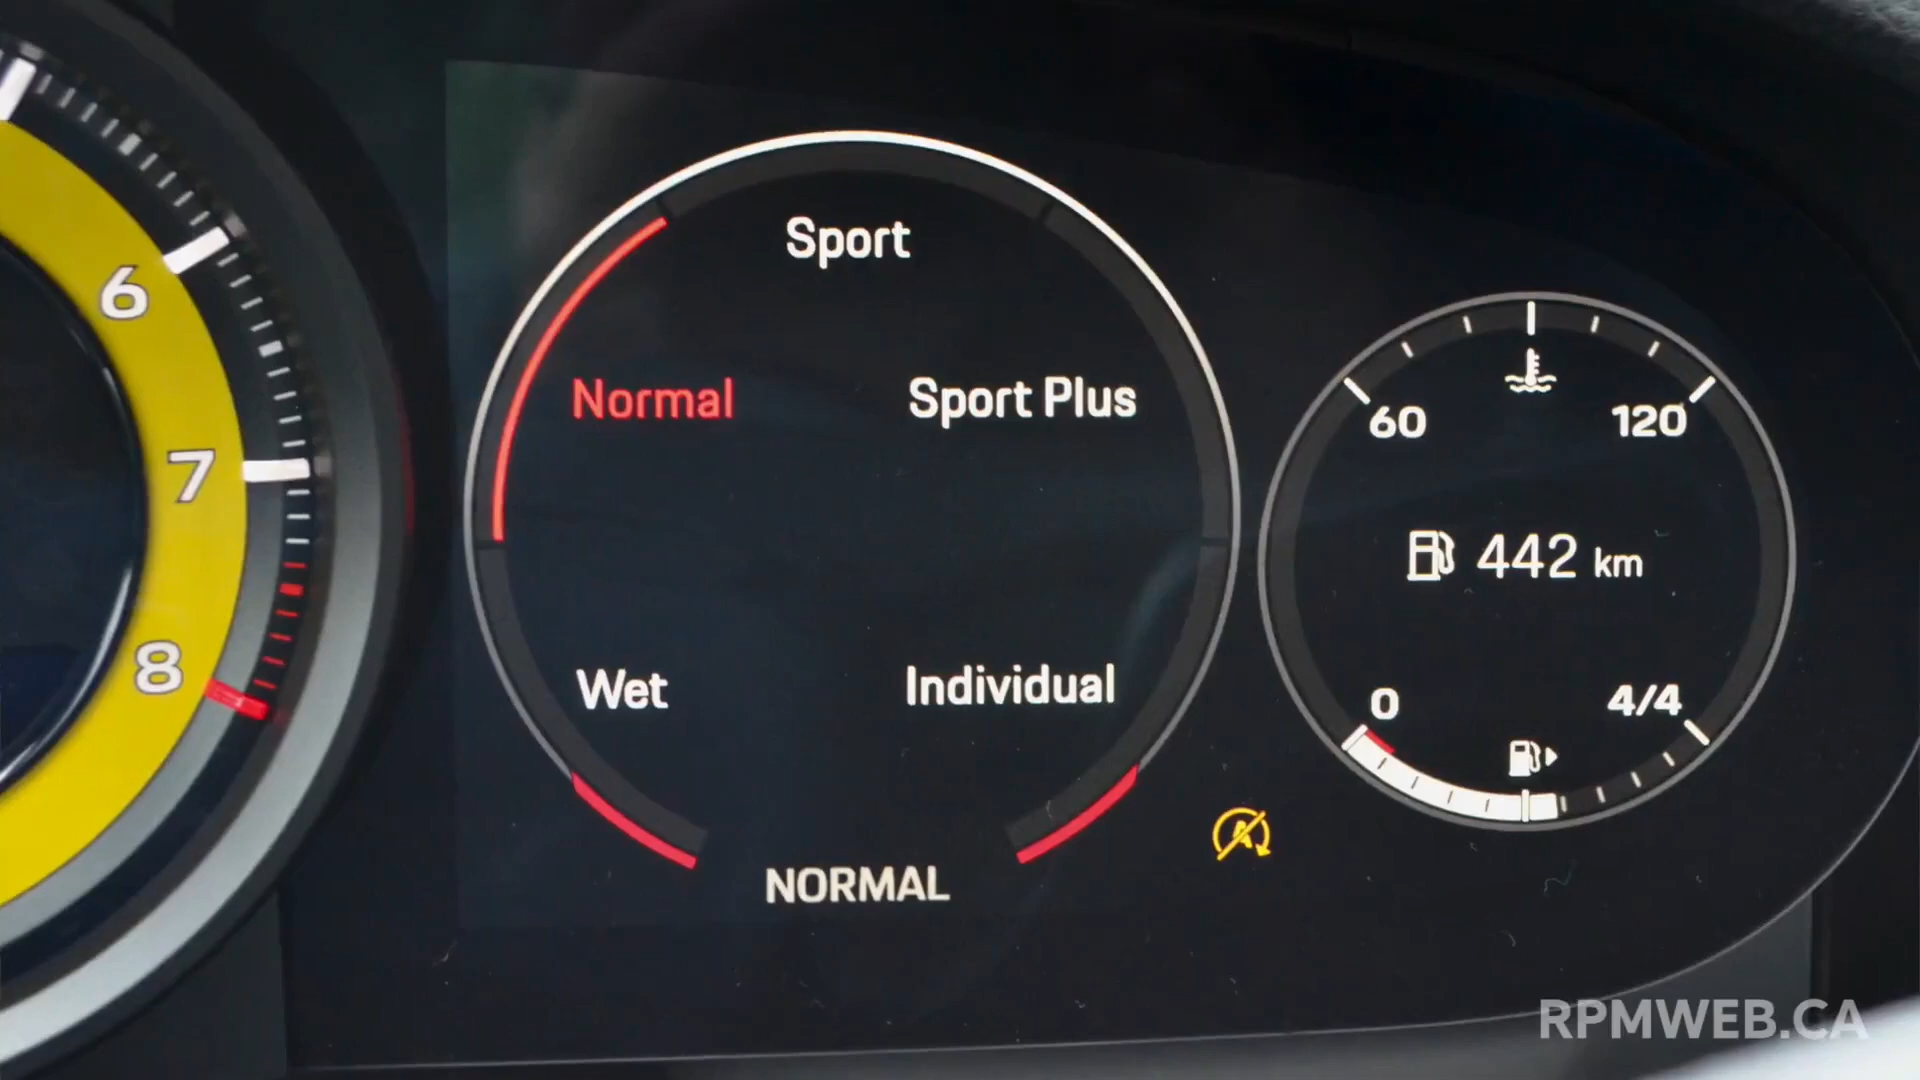 6
7
8
Sport
Normal
Sport Plus
Wet
Individual
NORMAL
A
60
120
442 km
0
4/4
RPMWEB.CA